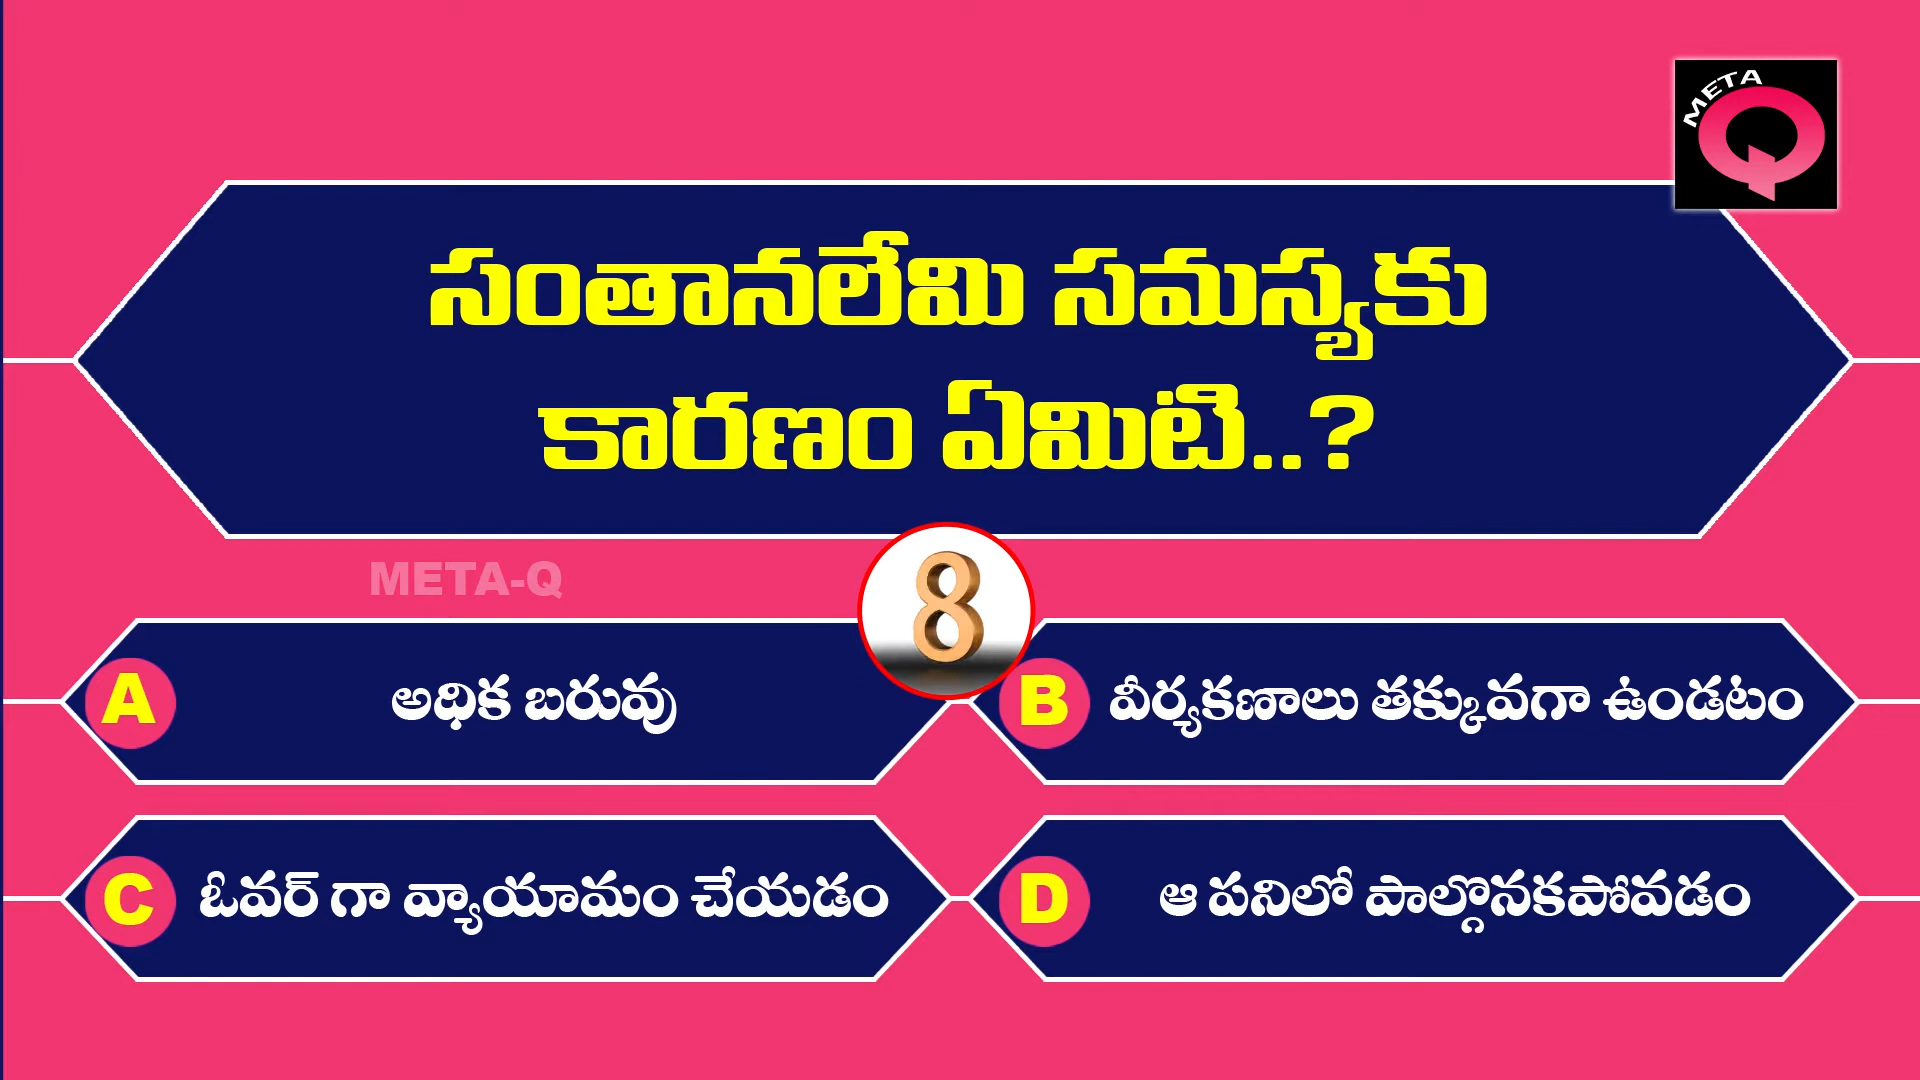 META
Q
సంతానలేమి సమస్యకు
కారణం ఏమిటి..?
META-Q
8
A అధిక బరువు
B వీర్యకణాలు తక్కువగా ఉండటం
C ఓవర్ గా వ్యాయామం చేయడం
D ఆ పనిలో పాల్గొనకపోవడం